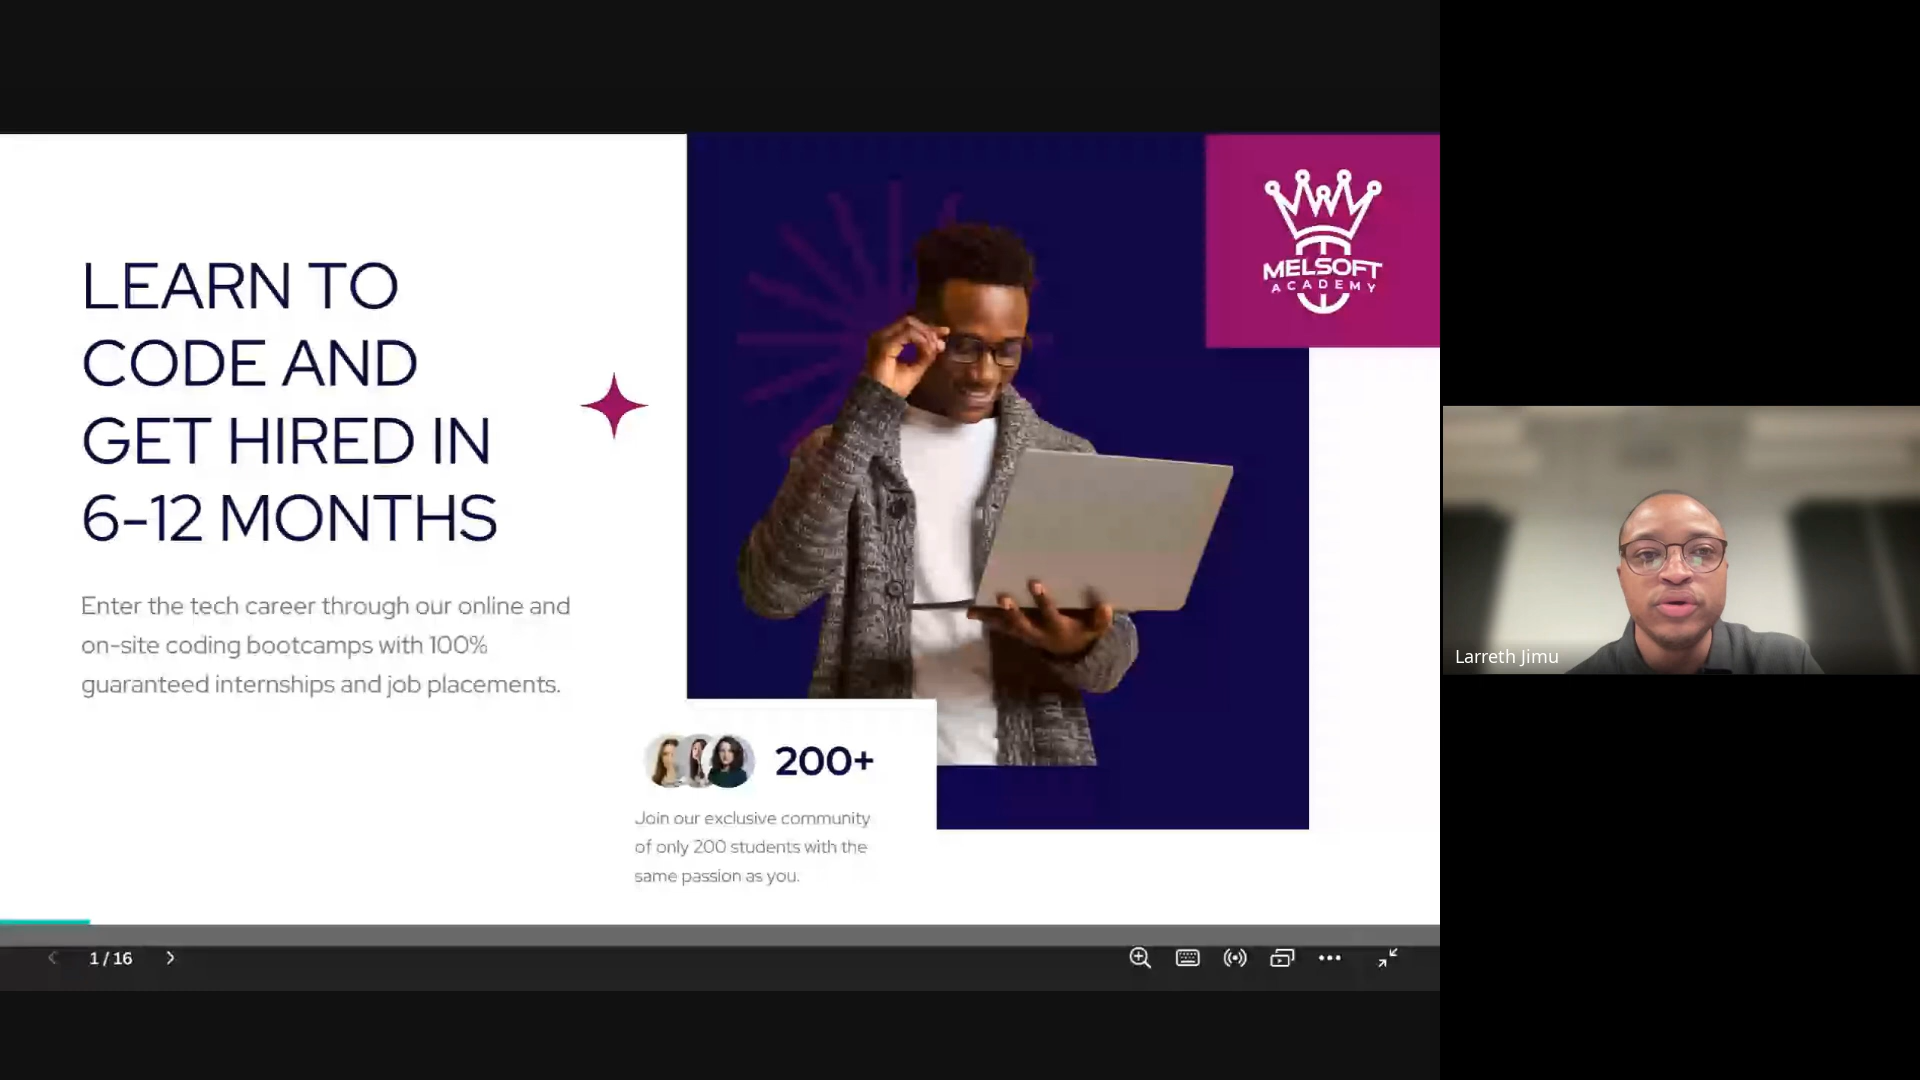 LEARN TO
CODE AND
GET HIRED IN
6-12 MONTHS
Enter the tech career through our online and
on-site coding bootcamps with 100%
guaranteed internships and job placements.
MELSOFT
ACADEMY
200+
Join our exclusive community
of only 200 students with the
same passion as you.
1 / 16
Larreth Jimu